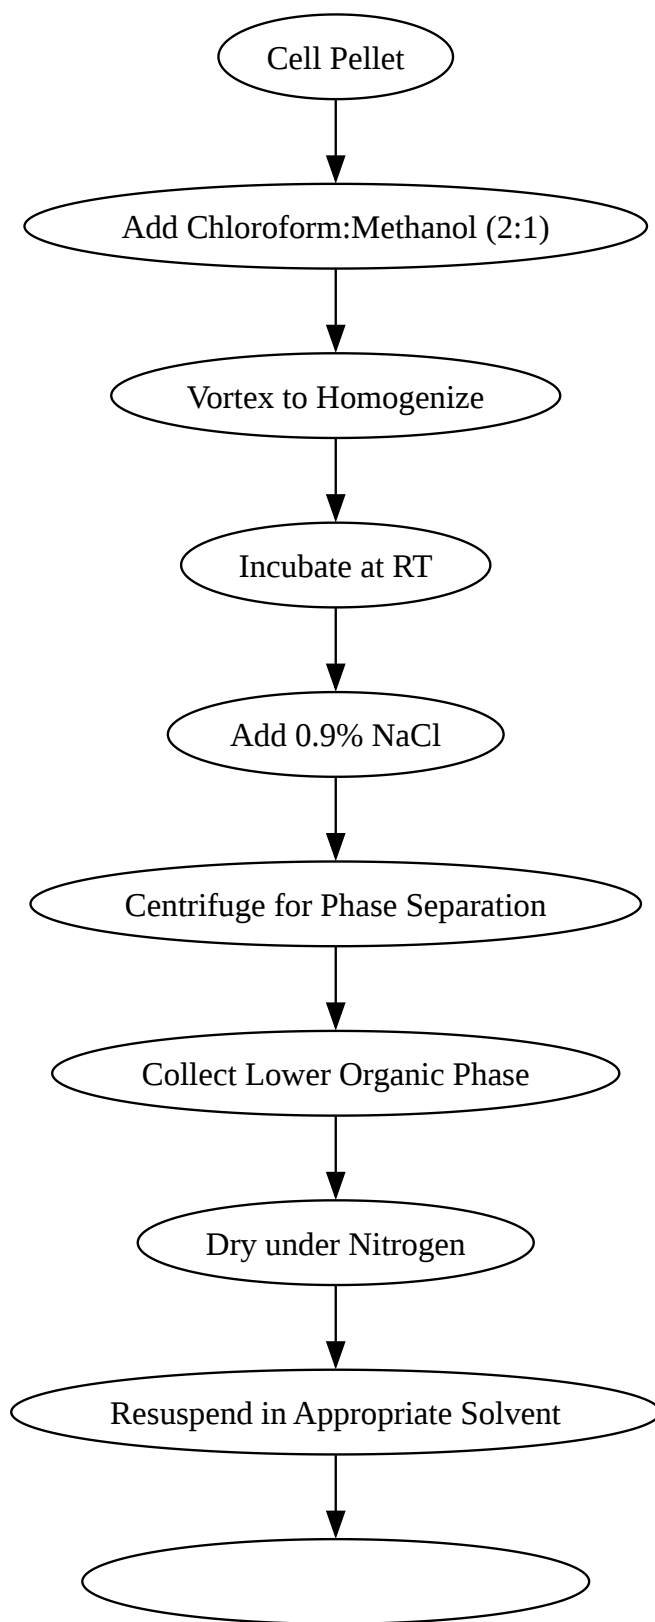 Cell Pellet
Add Chloroform:Methanol (2:1)
Vortex to Homogenize
Incubate at RT
Add 0.9% NaCl
Centrifuge for Phase Separation
Collect Lower Organic Phase
Dry under Nitrogen
Resuspend in Appropriate Solvent